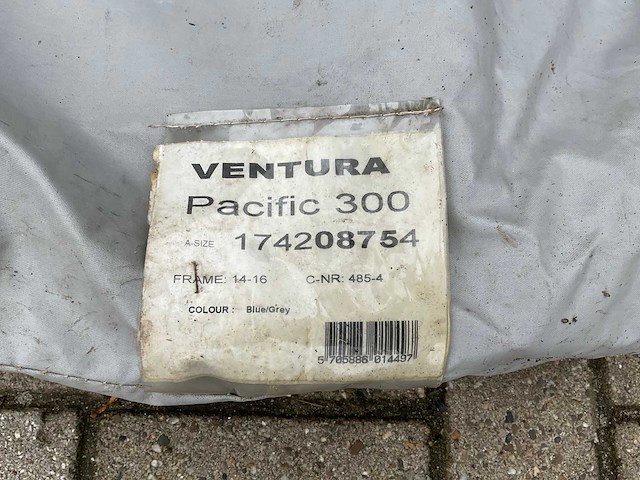 VENTURA
Pacific 300
A-SIZE 174208754
FRAME: 14-16 C-NR: 485-4
COLOUR : Blue/Grey
5 705886 014497